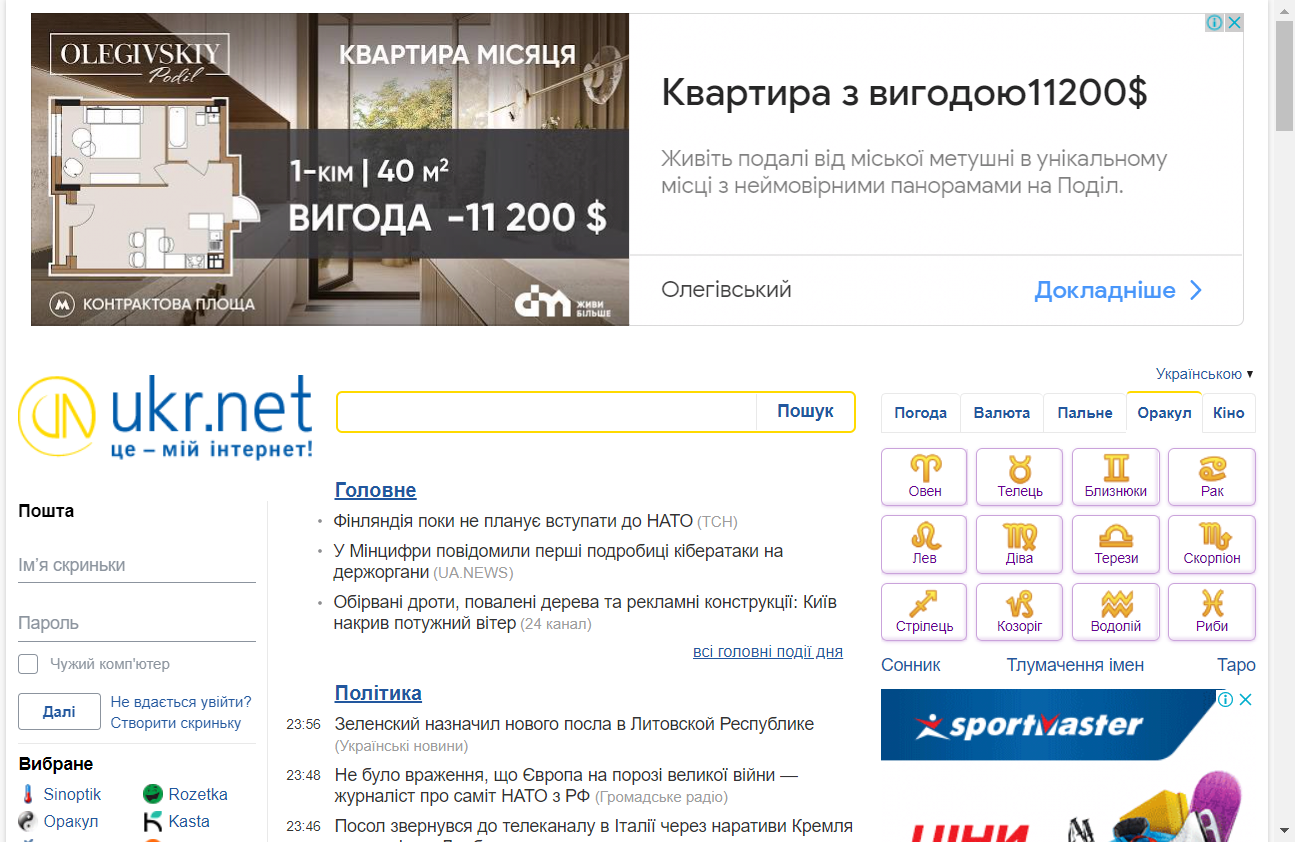 OLEGIVSKIY
Podil
КВАРТИРА МІСЯЦЯ
1-КІМ | 40 М²
ВИГОДА -11 200 $
М КОНТРАКТОВА ПЛОЩА
dim ЖИВИ
БІЛЬШЕ
Квартира з вигодою11200$
Живіть подалі від міської метушні в унікальному
місці з неймовірними панорамами на Поділ.
Олегівський
Докладніше
ukr.net
це – мій інтернет!
Пошук
Українською
Погода
Валюта
Пальне
Оракул
Кіно
Овен
Телець
Близнюки
Рак
Лев
Діва
Терези
Скорпіон
Стрілець
Козоріг
Водолій
Риби
Сонник
Тлумачення імен
Таро
Пошта
Ім'я скриньки
Пароль
Чужий комп'ютер
Далі
Не вдається увійти?
Створити скриньку
Вибране
Sinoptik
Rozetka
Оракул
Kasta
Головне
Фінляндія поки не планує вступати до НАТО (ТСН)
У Мінцифри повідомили перші подробиці кібератаки на
держоргани (UA.NEWS)
Обірвані дроти, повалені дерева та рекламні конструкції: Київ
накрив потужний вітер (24 канал)
всі головні події дня
Політика
23:56 Зеленский назначил нового посла в Литовской Республике
(Українські новини)
23:48 Не було враження, що Європа на порозі великої війни —
журналіст про саміт НАТО з РФ (Громадське радіо)
23:46 Посол звернувся до телеканалу в Італії через наративи Кремля
sportmaster
ЦІНИ